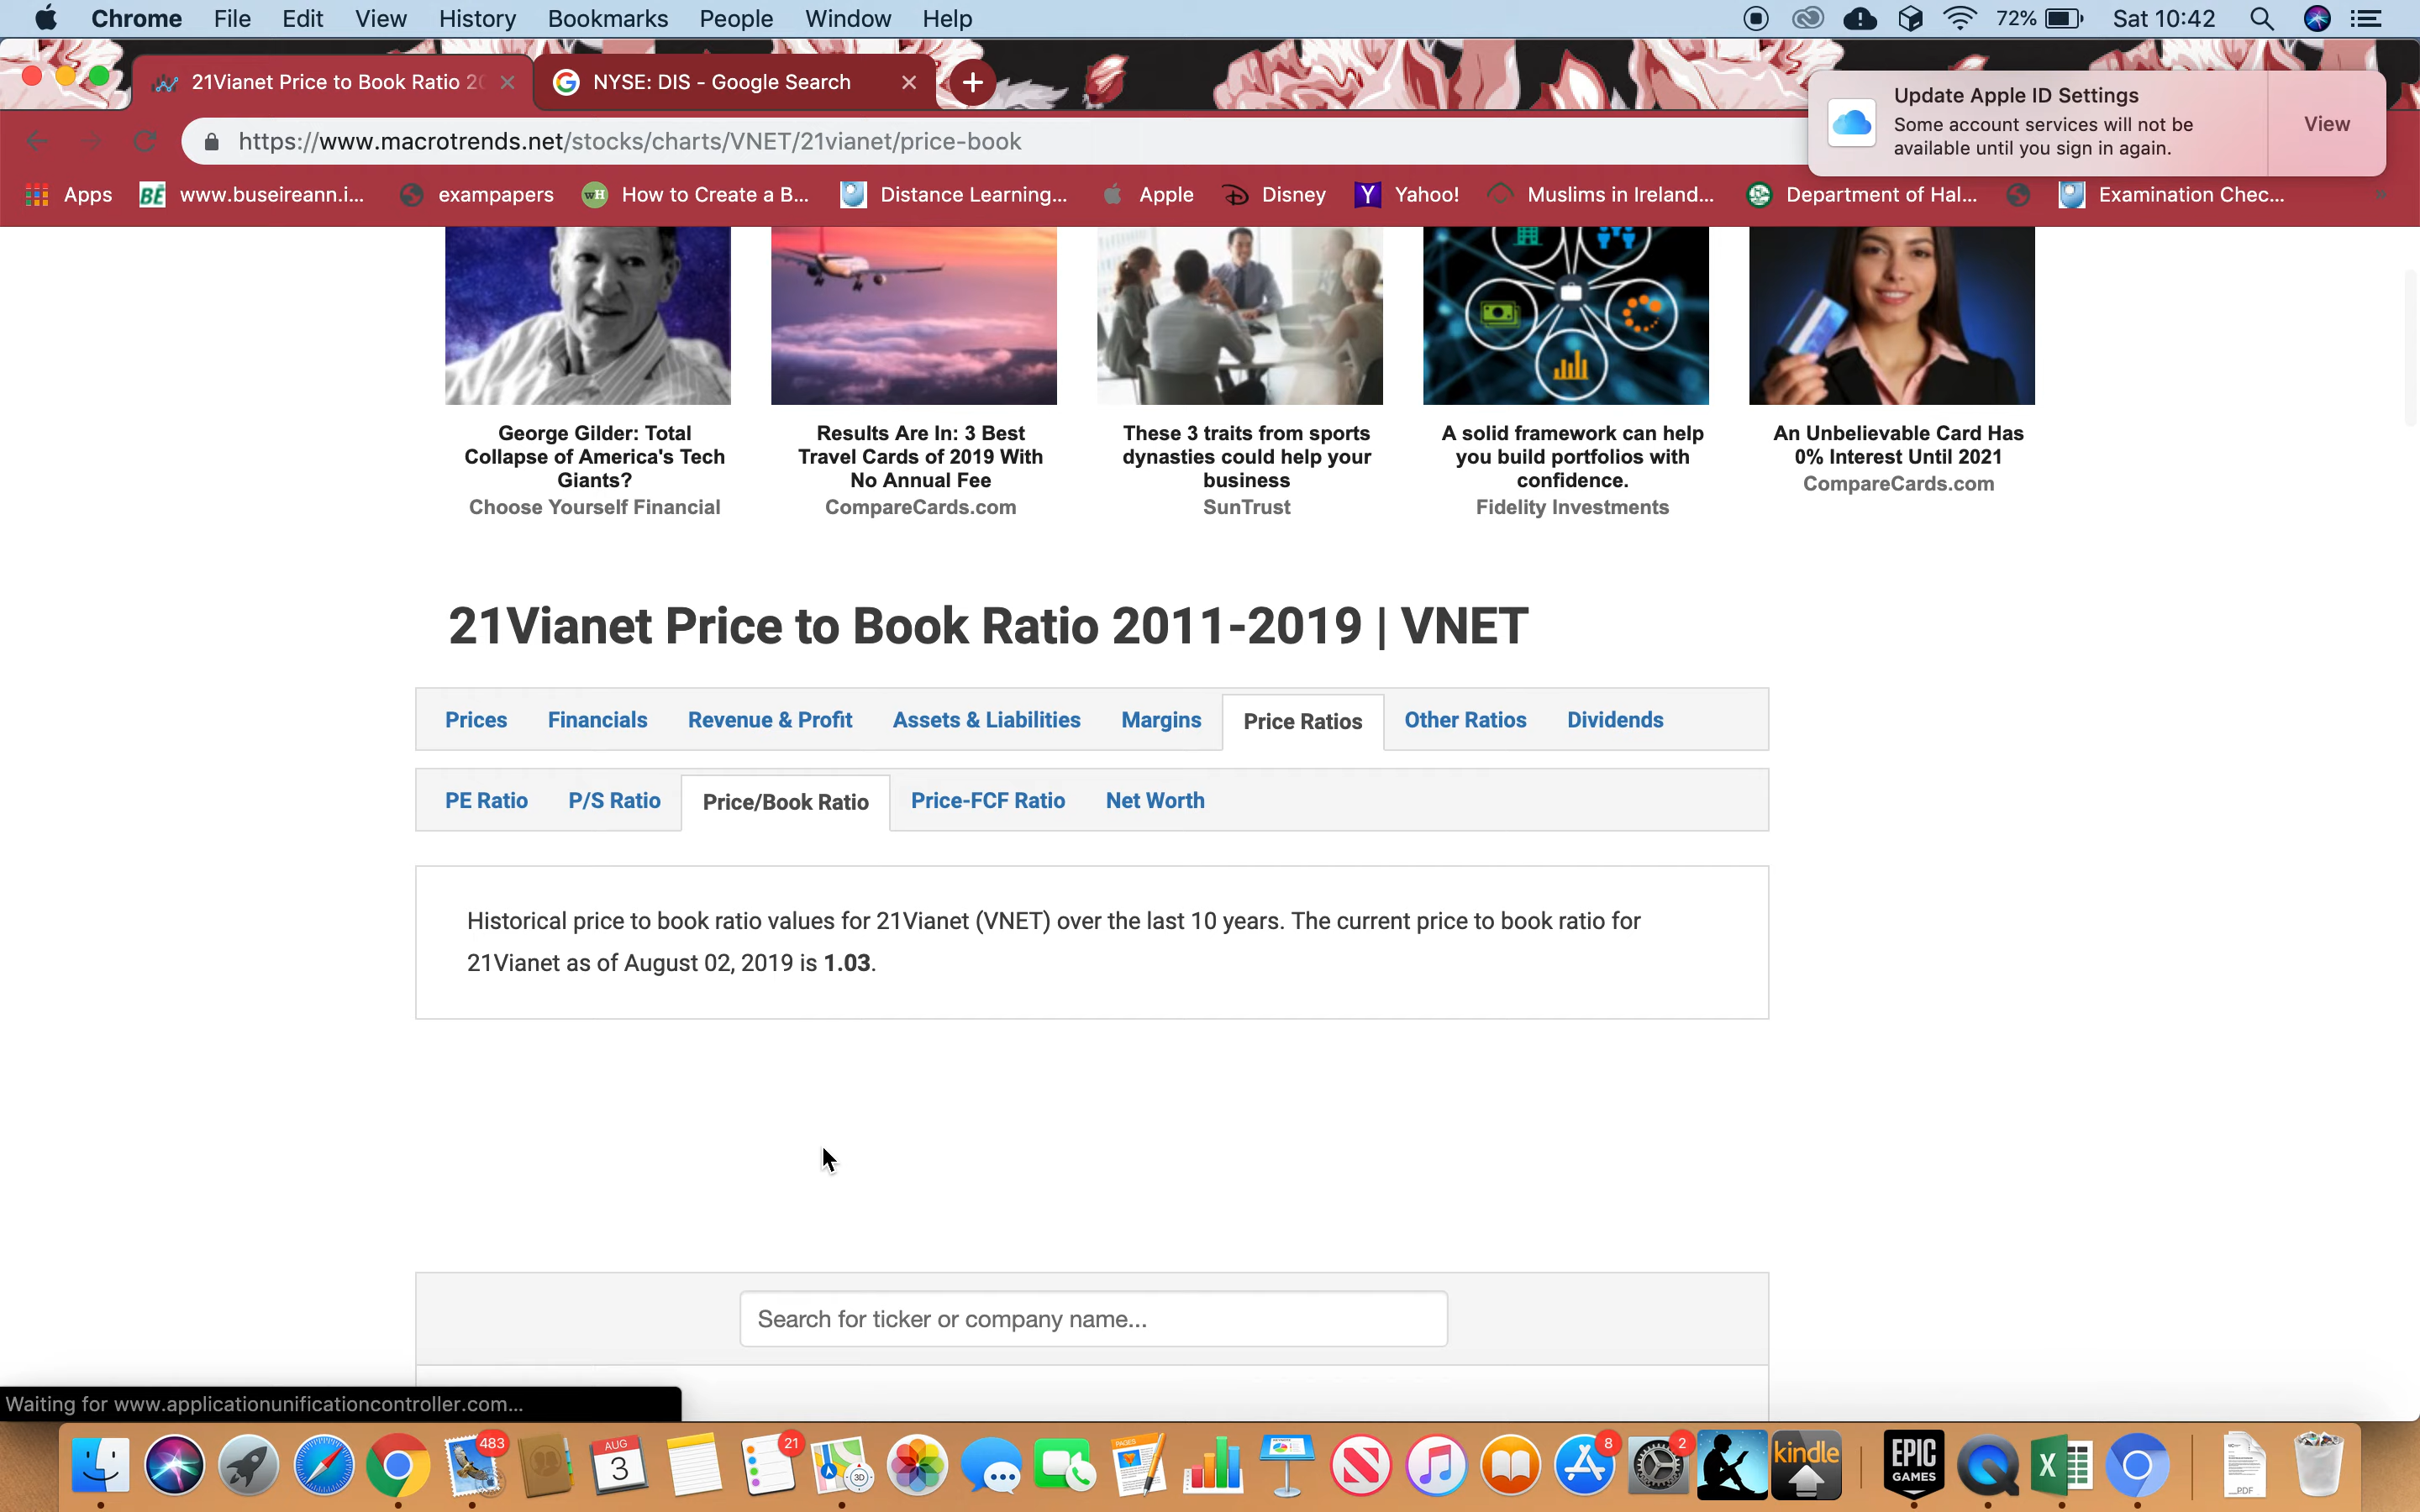 Chrome File Edit View History Bookmarks People Window Help 72% Sat 10:42
21Vianet Price to Book Ratio 20 NYSE: DIS - Google Search
https://www.macrotrends.net/stocks/charts/VNET/21vianet/price-book
Update Apple ID Settings
Some account services will not be
available until you sign in again.
View
Apps BÉ www.buseireann.i... exampapers wH How to Create a B... Distance Learning... Apple Disney Y Yahoo! Muslims in Ireland... Department of Hal... Examination Chec...
George Gilder: Total
Collapse of America's Tech
Giants?
Choose Yourself Financial
Results Are In: 3 Best
Travel Cards of 2019 With
No Annual Fee
CompareCards.com
These 3 traits from sports
dynasties could help your
business
SunTrust
A solid framework can help
you build portfolios with
confidence.
Fidelity Investments
An Unbelievable Card Has
0% Interest Until 2021
CompareCards.com
21Vianet Price to Book Ratio 2011-2019 | VNET
Prices Financials Revenue & Profit Assets & Liabilities Margins Price Ratios Other Ratios Dividends
PE Ratio P/S Ratio Price/Book Ratio Price-FCF Ratio Net Worth
Historical price to book ratio values for 21Vianet (VNET) over the last 10 years. The current price to book ratio for
21Vianet as of August 02, 2019 is 1.03.
Search for ticker or company name...
Waiting for www.applicationunificationcontroller.com...
483 AUG 3 21 3D PAGES 8 2 kindle EPIC GAMES X PDF